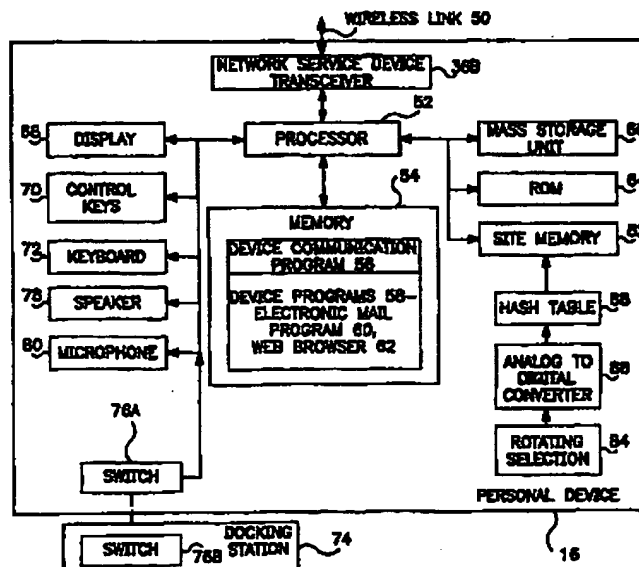 WIRELESS LINK 50
NETWORK SERVICE DEVICE
TRANSCEIVER
36B
52
68
DISPLAY
PROCESSOR
MASS STORAGE
UNIT
70
CONTROL
KEYS
54
ROM
MEMORY
72
KEYBOARD
DEVICE COMMUNICATION
PROGRAM 56
SITE MEMORY
78
SPEAKER
DEVICE PROGRAMS 58-
ELECTRONIC MAIL
PROGRAM 60,
WEB BROWSER 62
HASH TABLE
80
MICROPHONE
ANALOG TO
DIGITAL
CONVERTER
76A
SWITCH
ROTATING
SELECTION
84
PERSONAL DEVICE
DOCKING
STATION
SWITCH
76B
74
16